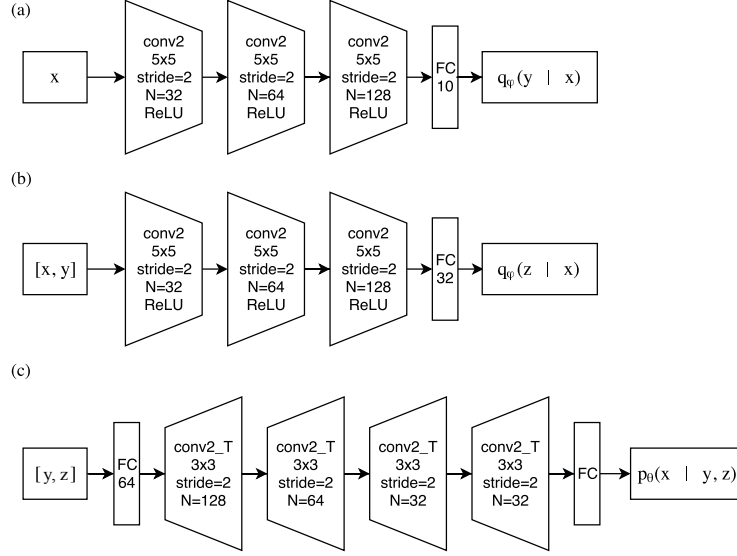 (a)
x
conv2
5x5
stride=2
N=32
ReLU
conv2
5x5
stride=2
N=64
ReLU
conv2
5x5
stride=2
N=128
ReLU
FC
10
qφ(y | x)
(b)
[x, y]
conv2
5x5
stride=2
N=32
ReLU
conv2
5x5
stride=2
N=64
ReLU
conv2
5x5
stride=2
N=128
ReLU
FC
32
qφ(z | x)
(c)
[y, z]
FC
64
conv2_T
3x3
stride=2
N=128
conv2_T
3x3
stride=2
N=64
conv2_T
3x3
stride=2
N=32
conv2_T
3x3
stride=2
N=32
FC
pθ(x | y, z)